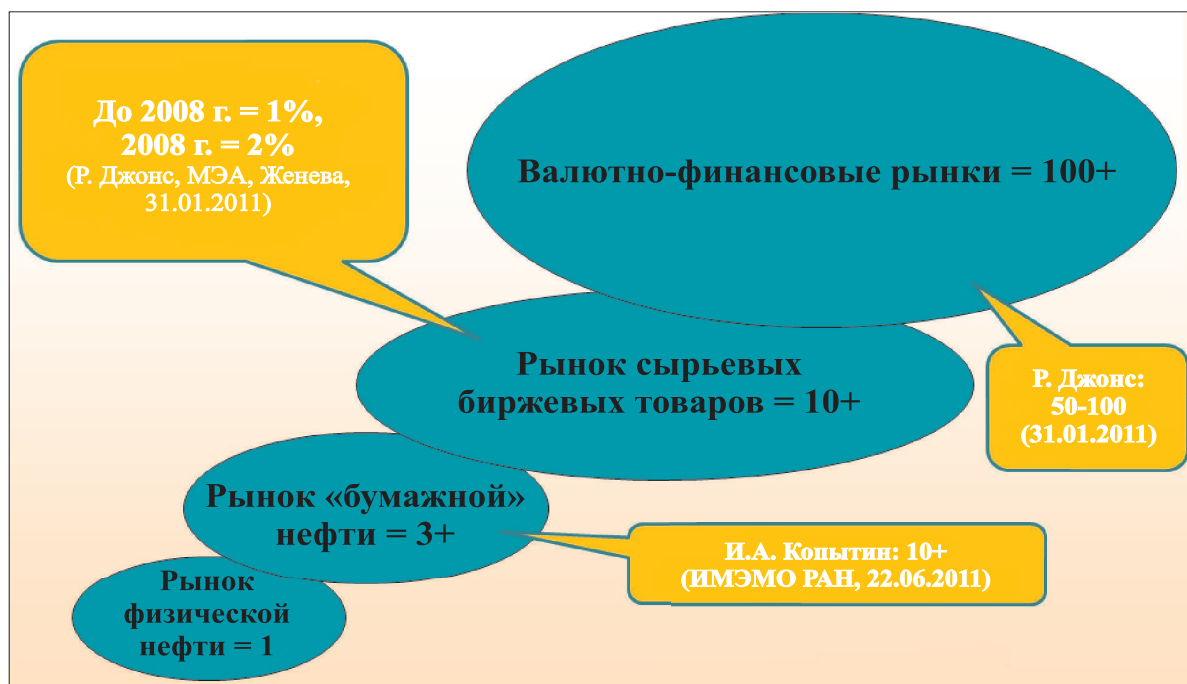 До 2008 г. = 1%,
2008 г. = 2%
(Р. Джонс, МЭА, Женева,
31.01.2011)
Валютно-финансовые рынки = 100+
Рынок сырьевых
биржевых товаров = 10+
Р. Джонс:
50-100
(31.01.2011)
Рынок «бумажной»
нефти = 3+
И.А. Копытин: 10+
(ИМЭМО РАН, 22.06.2011)
Рынок
физической
нефти = 1